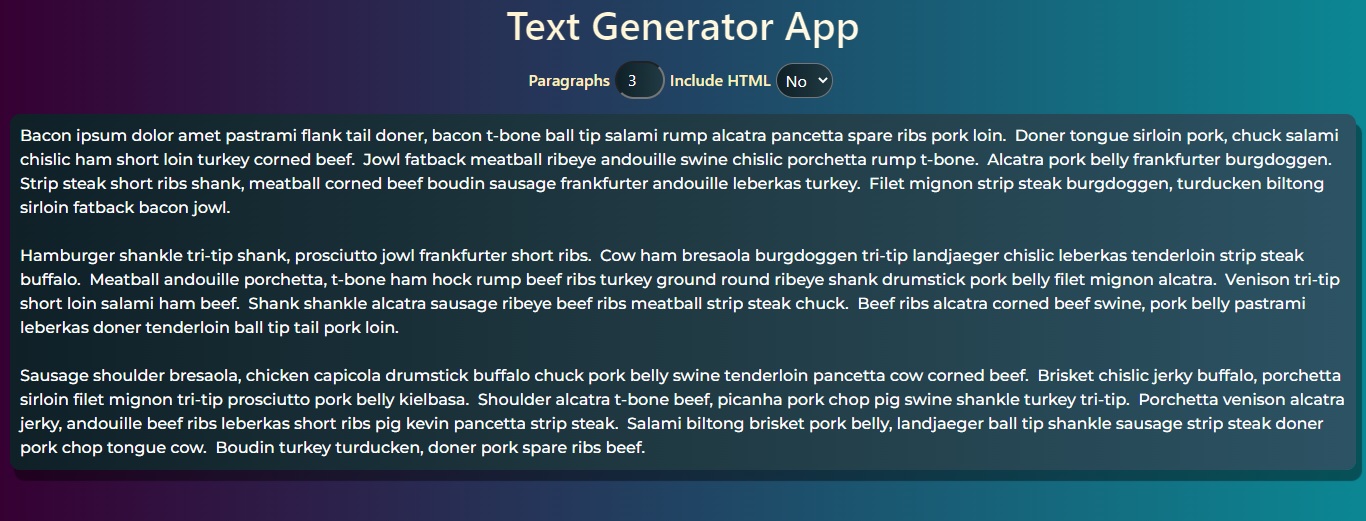 Text Generator App
Paragraphs 3 Include HTML No
Bacon ipsum dolor amet pastrami flank tail doner, bacon t-bone ball tip salami rump alcatra pancetta spare ribs pork loin.  Doner tongue sirloin pork, chuck salami
chislic ham short loin turkey corned beef.  Jowl fatback meatball ribeye andouille swine chislic porchetta rump t-bone.  Alcatra pork belly frankfurter burgdoggen.
Strip steak short ribs shank, meatball corned beef boudin sausage frankfurter andouille leberkas turkey.  Filet mignon strip steak burgdoggen, turducken biltong
sirloin fatback bacon jowl.
Hamburger shankle tri-tip shank, prosciutto jowl frankfurter short ribs.  Cow ham bresaola burgdoggen tri-tip landjaeger chislic leberkas tenderloin strip steak
buffalo.  Meatball andouille porchetta, t-bone ham hock rump beef ribs turkey ground round ribeye shank drumstick pork belly filet mignon alcatra.  Venison tri-tip
short loin salami ham beef.  Shank shankle alcatra sausage ribeye beef ribs meatball strip steak chuck.  Beef ribs alcatra corned beef swine, pork belly pastrami
leberkas doner tenderloin ball tip tail pork loin.
Sausage shoulder bresaola, chicken capicola drumstick buffalo chuck pork belly swine tenderloin pancetta cow corned beef.  Brisket chislic jerky buffalo, porchetta
sirloin filet mignon tri-tip prosciutto pork belly kielbasa.  Shoulder alcatra t-bone beef, picanha pork chop pig swine shankle turkey tri-tip.  Porchetta venison alcatra
jerky, andouille beef ribs leberkas short ribs pig kevin pancetta strip steak.  Salami biltong brisket pork belly, landjaeger ball tip shankle sausage strip steak doner
pork chop tongue cow.  Boudin turkey turducken, doner pork spare ribs beef.